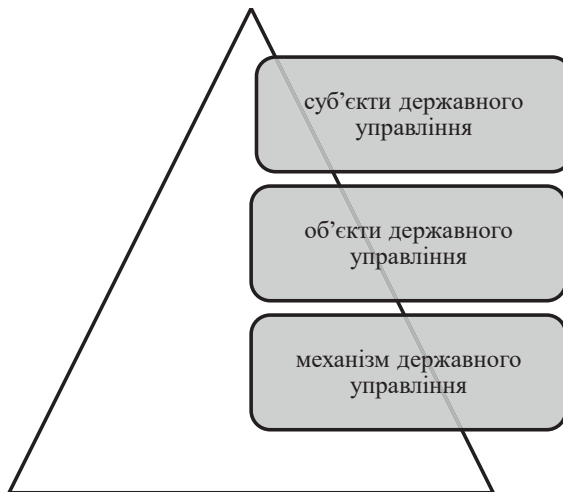 суб’єкти державного
управління
об’єкти державного
управління
механізм державного
управління